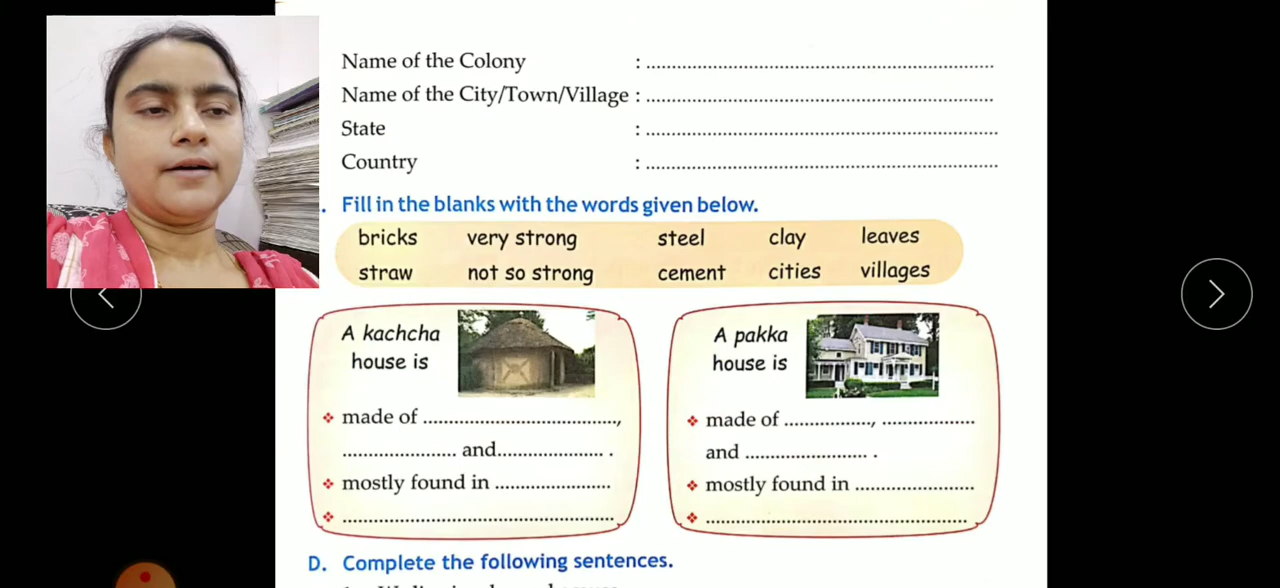 Name of the Colony : ..........................................................................
Name of the City/Town/Village : ..........................................................................
State : ..........................................................................
Country : ..........................................................................
. Fill in the blanks with the words given below.
bricks very strong steel clay leaves
straw not so strong cement cities villages
A kachcha
house is
❖ made of ........................................,
....................... and....................... .
❖ mostly found in .......................
❖ ..........................................................
A pakka
house is
❖ made of ..................., ....................
and ......................... .
❖ mostly found in .........................
❖ ..........................................................
D. Complete the following sentences.